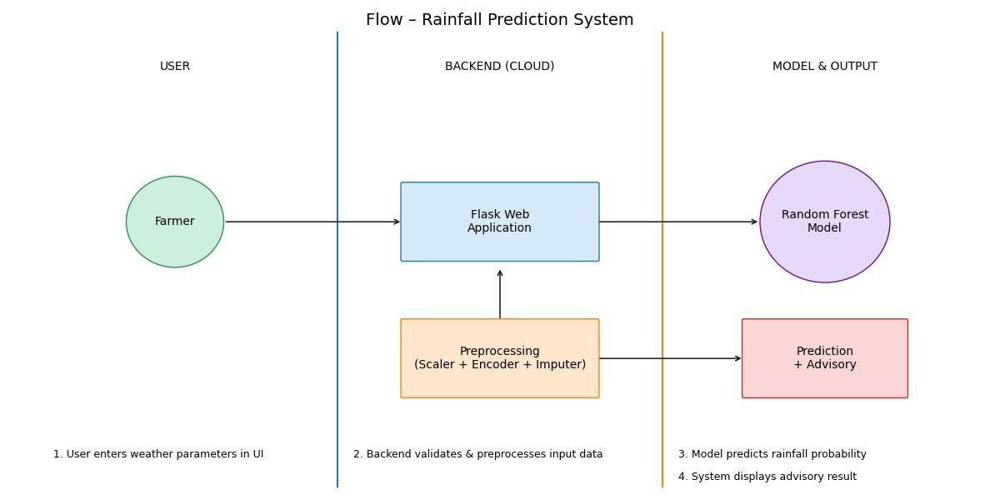 Flow – Rainfall Prediction System
USER
BACKEND (CLOUD)
MODEL & OUTPUT
Farmer
Flask Web
Application
Random Forest
Model
Preprocessing
(Scaler + Encoder + Imputer)
Prediction
+ Advisory
1. User enters weather parameters in UI
2. Backend validates & preprocesses input data
3. Model predicts rainfall probability
4. System displays advisory result